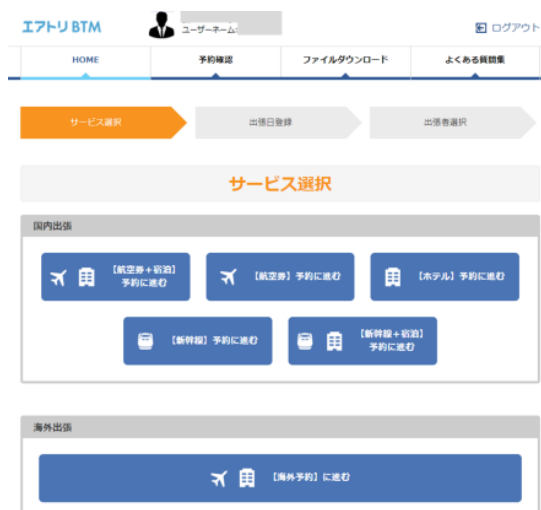 エアトリ BTM
ユーザーネーム:
ログアウト
HOME
予約確認
ファイルダウンロード
よくある質問集
サービス選択
出張日登録
出張者選択
サービス選択
国内出張
【航空券+宿泊】
予約に進む
【航空券】予約に進む
【ホテル】予約に進む
【新幹線】予約に進む
【新幹線+宿泊】
予約に進む
海外出張
【海外予約】に進む